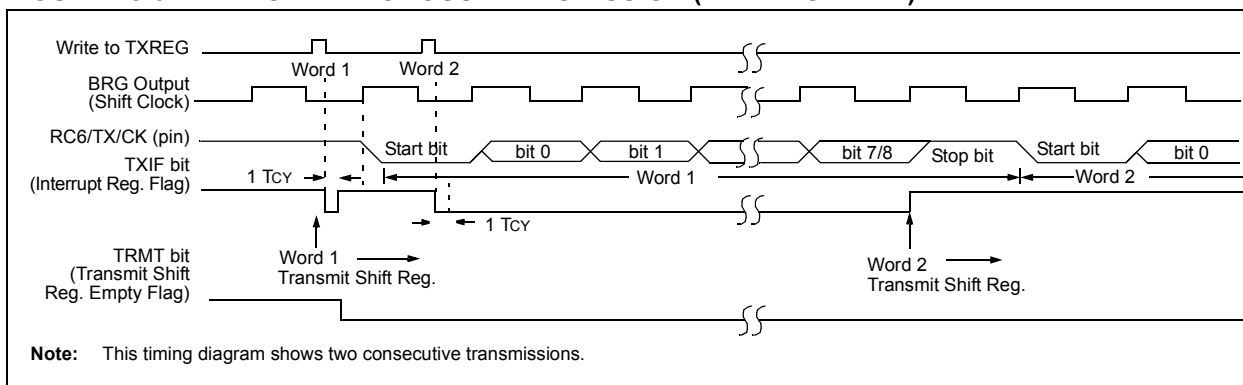 Write to TXREG
Word 1 Word 2
BRG Output
(Shift Clock)
RC6/TX/CK (pin)
Start bit bit 0 bit 1 bit 7/8 Stop bit Start bit bit 0
TXIF bit
(Interrupt Reg. Flag)
1 TCY
Word 1 Word 2
1 TCY
Word 1
Transmit Shift Reg.
Word 2
Transmit Shift Reg.
TRMT bit
(Transmit Shift
Reg. Empty Flag)
Note: This timing diagram shows two consecutive transmissions.